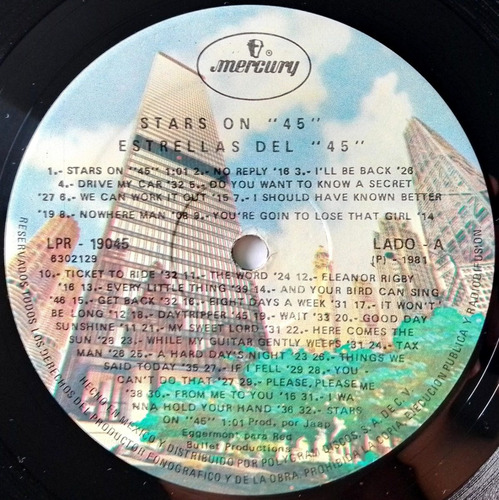 mercury
STARS ON "45"
ESTRELLAS DEL "45"
1.- STARS ON "45" 1:01 2.- NO REPLY '16 3.- I'LL BE BACK '26
4.- DRIVE MY CAR '32 5.- DO YOU WANT TO KNOW A SECRET
'27 6.- WE CAN WORK IT OUT '15 7.- I SHOULD HAVE KNOWN BETTER
'19 8.- NOWHERE MAN '08 9.- YOU'RE GOIN TO LOSE THAT GIRL '14
LPR - 19045
6302129
LADO - A
(P) - 1981
10.- TICKET TO RIDE '32 11.- THE WORD '24 12.- ELEANOR RIGBY
'16 13.- EVERY LITTLE THING '39 14.- AND YOUR BIRD CAN SING
'46 15.- GET BACK '32 16.- EIGHT DAYS A WEEK '31 17.- IT WON'T
BE LONG '12 18.- DAYTRIPPER '45 19.- WAIT '33 20.- GOOD DAY
SUNSHINE '11 21.- MY SWEET LORD '31 22.- HERE COMES THE
SUN '28 23.- WHILE MY GUITAR GENTLY WEEPS '31 24.- TAX
MAN '28 25.- A HARD DAY'S NIGHT '23 26.- THINGS WE
SAID TODAY '35 27.- IF I FELL '29 28.- YOU
CAN'T DO THAT '27 29.- PLEASE, PLEASE ME
'38 30.- FROM ME TO YOU '16 31.- I WA
NNA HOLD YOUR HAND '36 32.- STARS
ON "45" 1:01 Prod. por Jaap
Eggermont para Red
Bullet Productions
HECHO EN MEXICO Y DISTRIBUIDO POR POLYGRAM DISCOS, S.A. DE C.V.
RESERVADOS TODOS LOS DERECHOS DEL PRODUCTOR FONOGRAFICO Y DE LA OBRA. PROHIBIDA LA COPIA, EJECUCION PUBLICA Y RADIODIFUSION